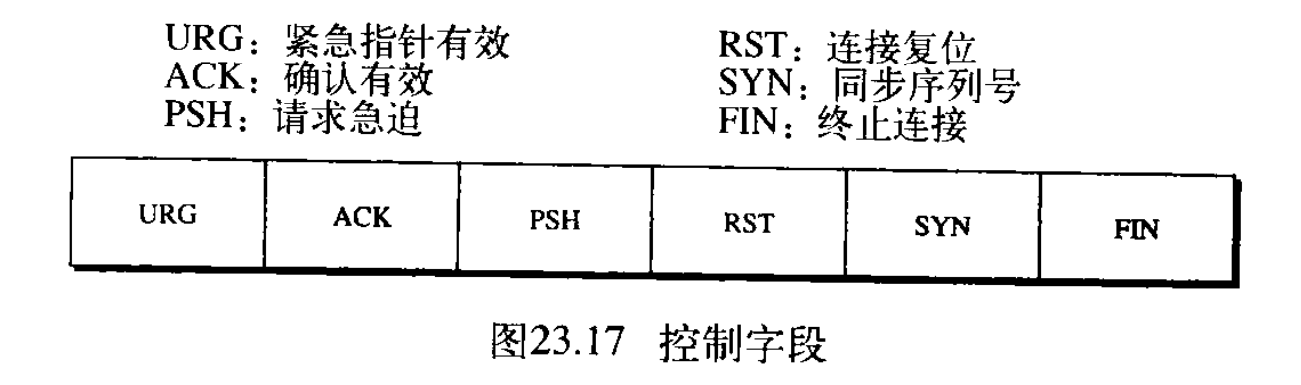 URG：紧急指针有效
ACK：确认有效
PSH：请求急迫
RST：连接复位
SYN：同步序列号
FIN：终止连接
URG ACK PSH RST SYN FIN
图23.17 控制字段